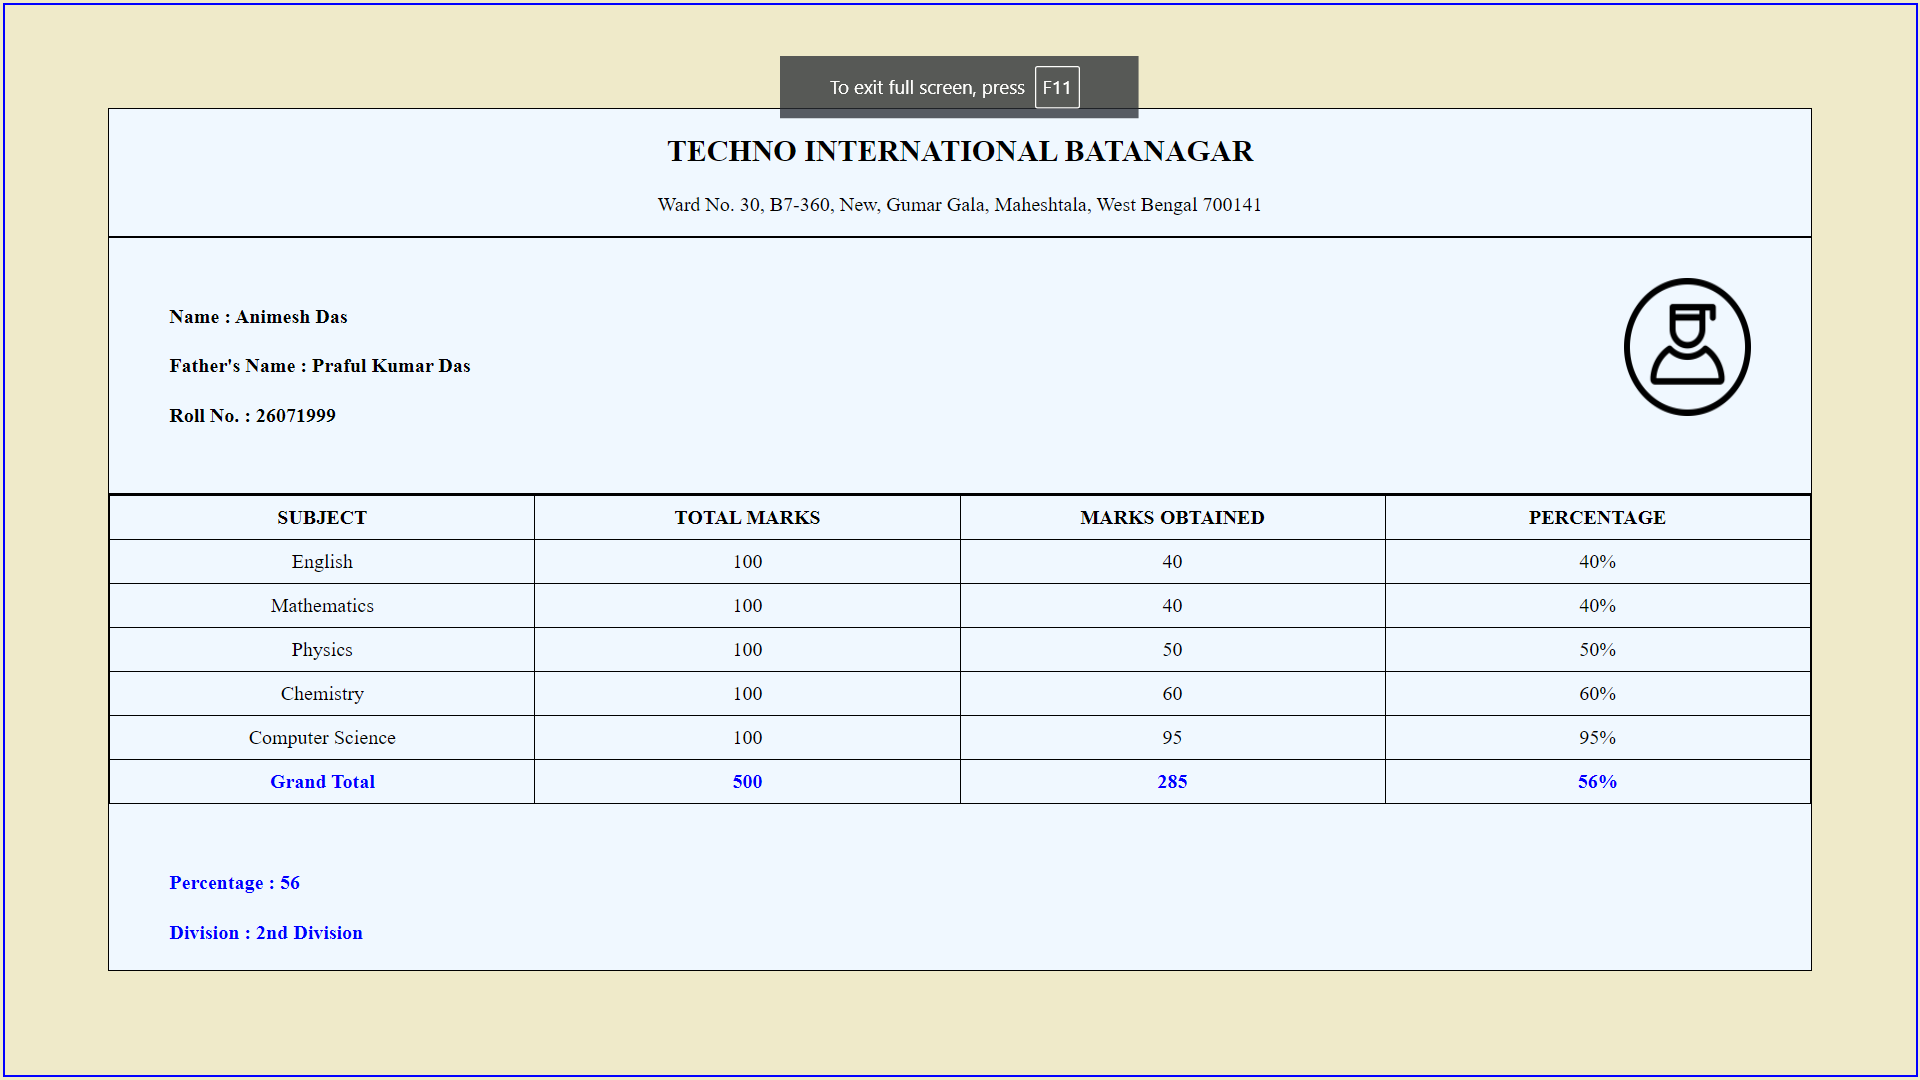 To exit full screen, press F11
TECHNO INTERNATIONAL BATANAGAR
Ward No. 30, B7-360, New, Gumar Gala, Maheshtala, West Bengal 700141
Name : Animesh Das
Father's Name : Praful Kumar Das
Roll No. : 26071999
SUBJECT TOTAL MARKS MARKS OBTAINED PERCENTAGE
English 100 40 40%
Mathematics 100 40 40%
Physics 100 50 50%
Chemistry 100 60 60%
Computer Science 100 95 95%
Grand Total 500 285 56%
Percentage : 56
Division : 2nd Division